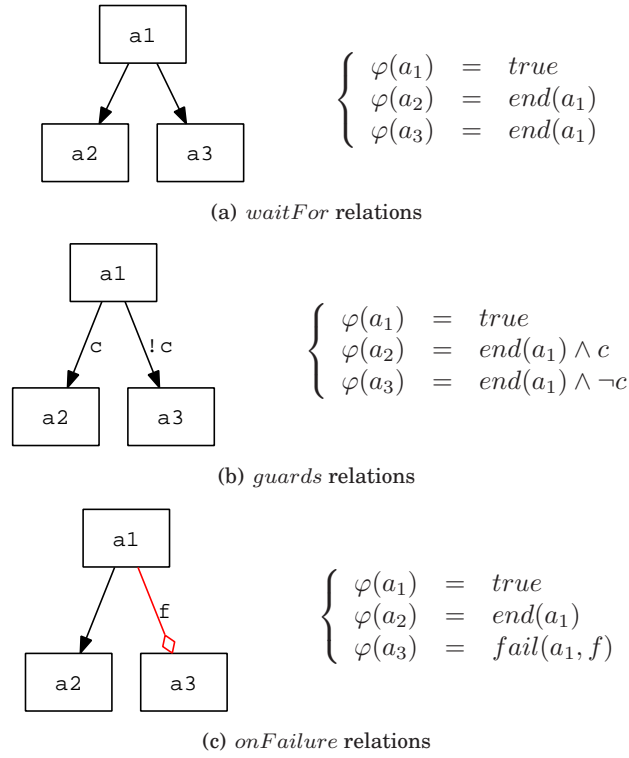 a1
a2
a3
φ(a₁) = true
φ(a₂) = end(a₁)
φ(a₃) = end(a₁)
(a) waitFor relations
a1
c
!c
a2
a3
φ(a₁) = true
φ(a₂) = end(a₁) ∧ c
φ(a₃) = end(a₁) ∧ ¬c
(b) guards relations
a1
f
a2
a3
φ(a₁) = true
φ(a₂) = end(a₁)
φ(a₃) = fail(a₁, f)
(c) onFailure relations